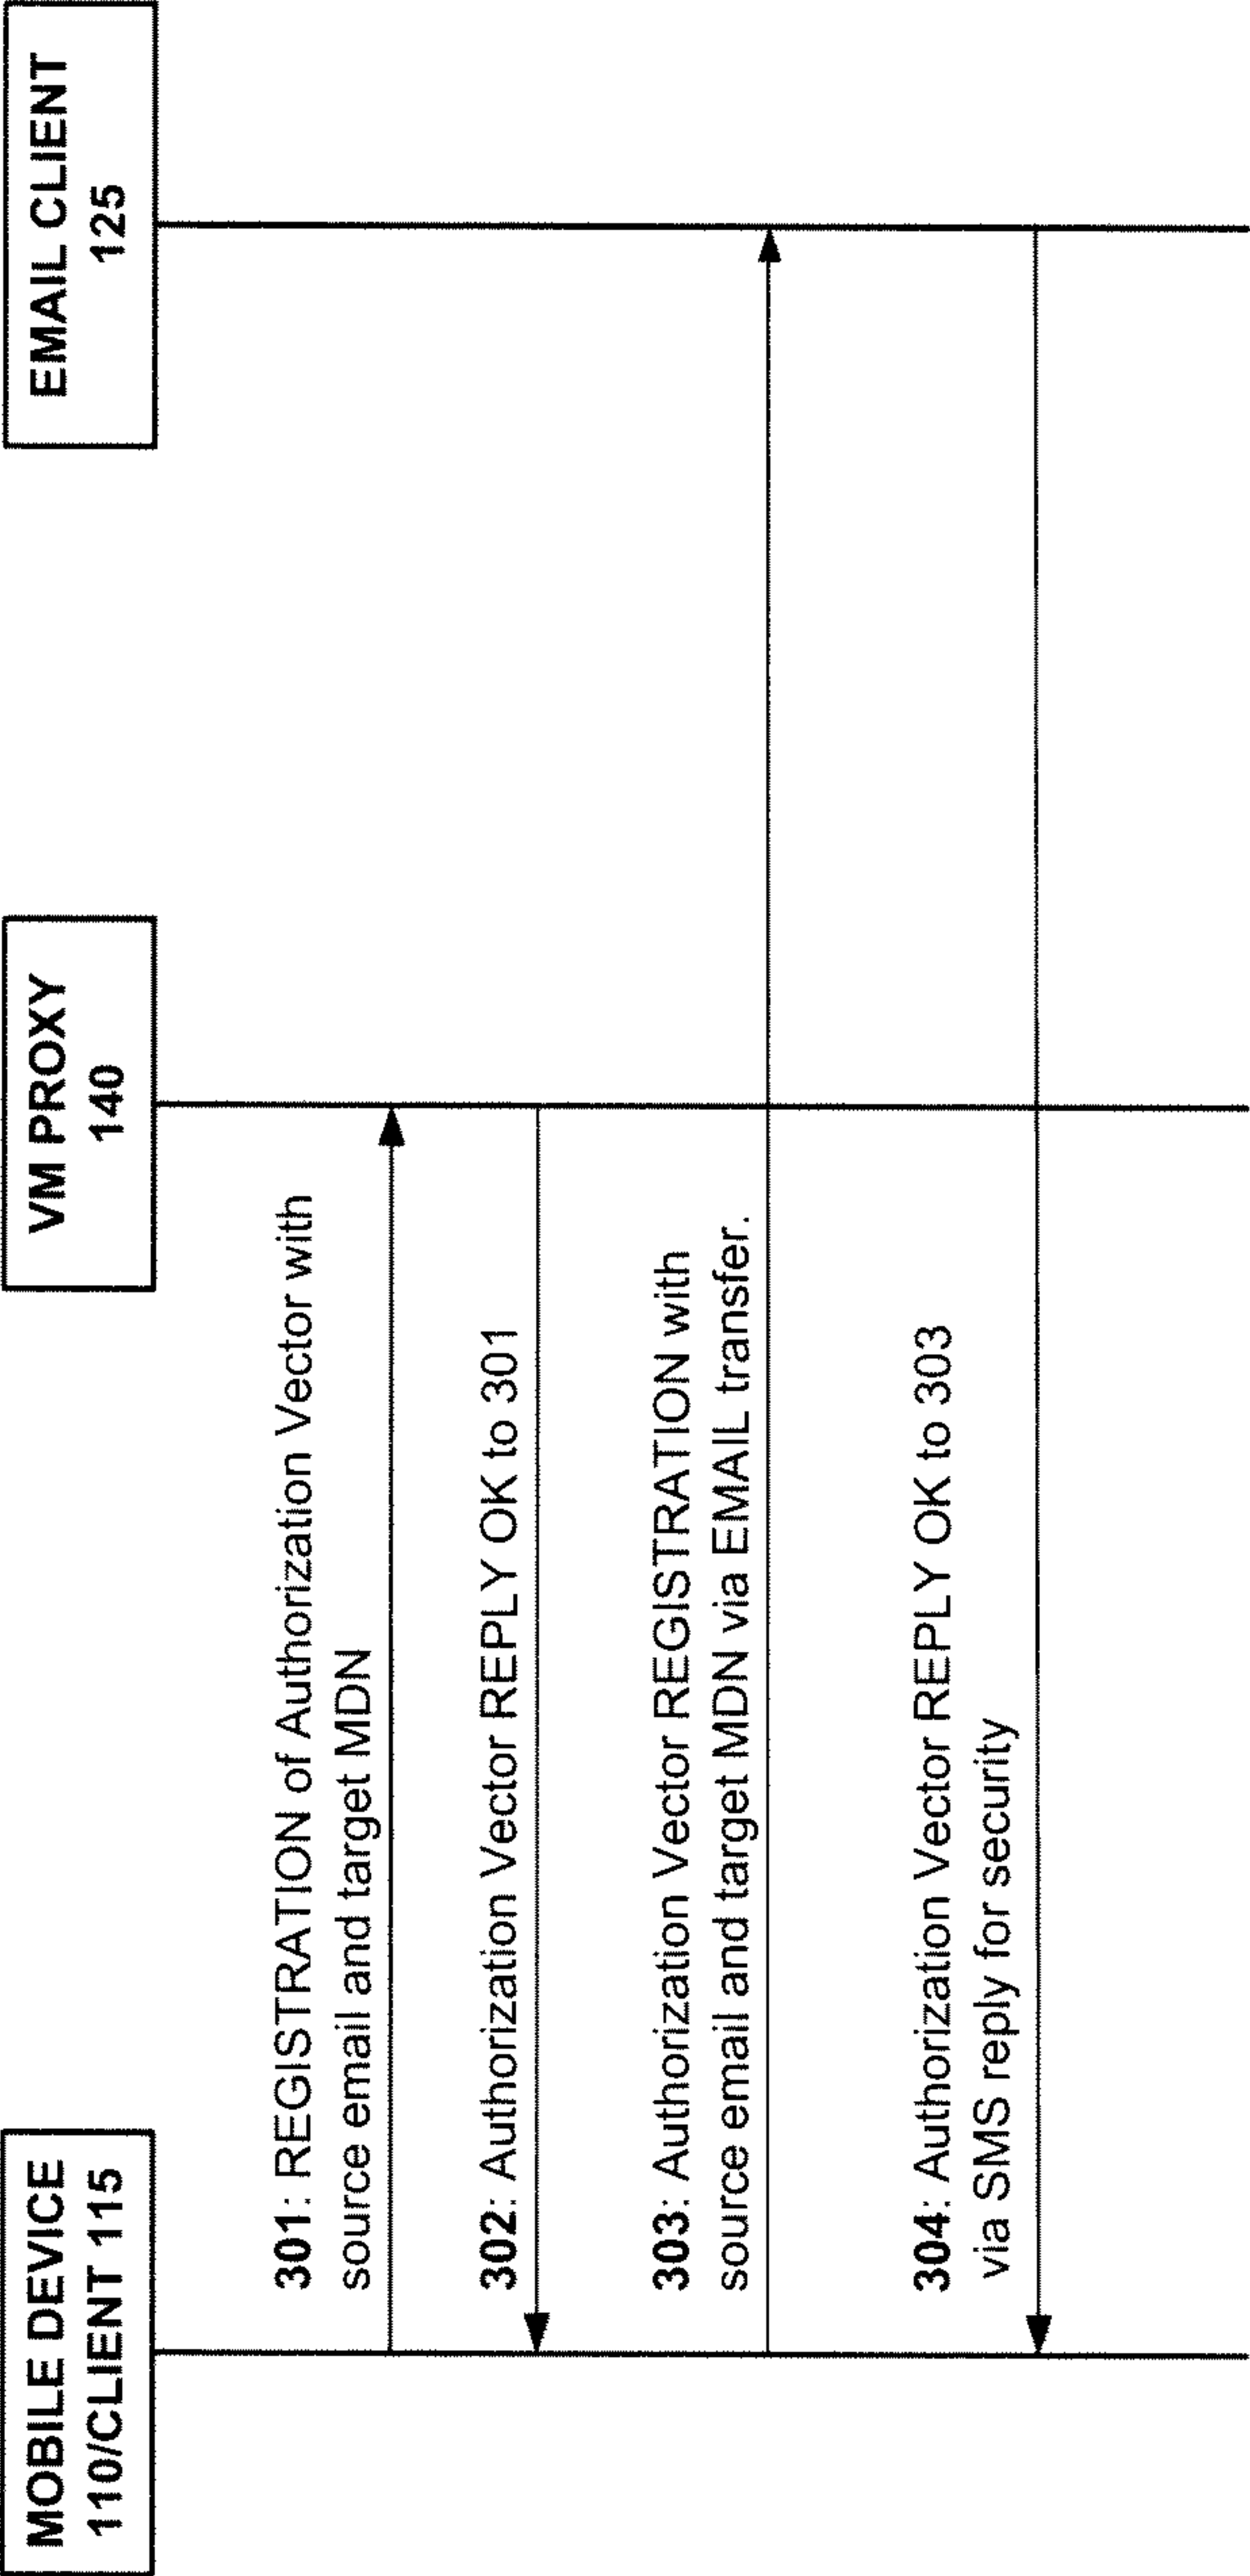 MOBILE DEVICE
110/CLIENT 115
VM PROXY
140
EMAIL CLIENT
125
301: REGISTRATION of Authorization Vector with
source email and target MDN
302: Authorization Vector REPLY OK to 301
303: Authorization Vector REGISTRATION with
source email and target MDN via EMAIL transfer.
304: Authorization Vector REPLY OK to 303
via SMS reply for security